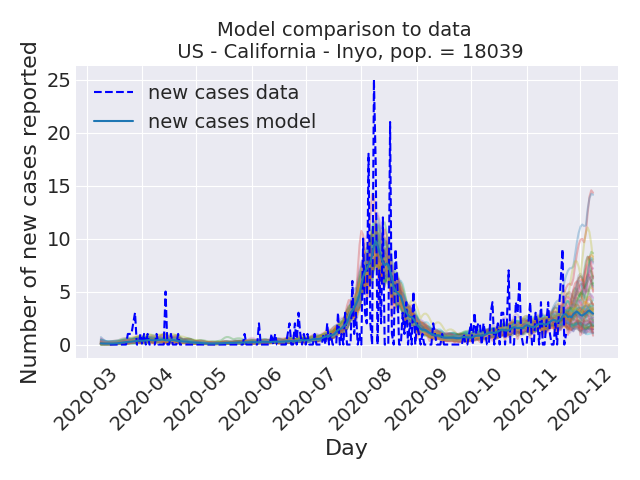 Model comparison to data
US - California - Inyo, pop. = 18039
Number of new cases reported
25
20
15
10
5
0
new cases data
new cases model
2020-03
2020-04
2020-05
2020-06
2020-07
2020-08
2020-09
2020-10
2020-11
2020-12
Day